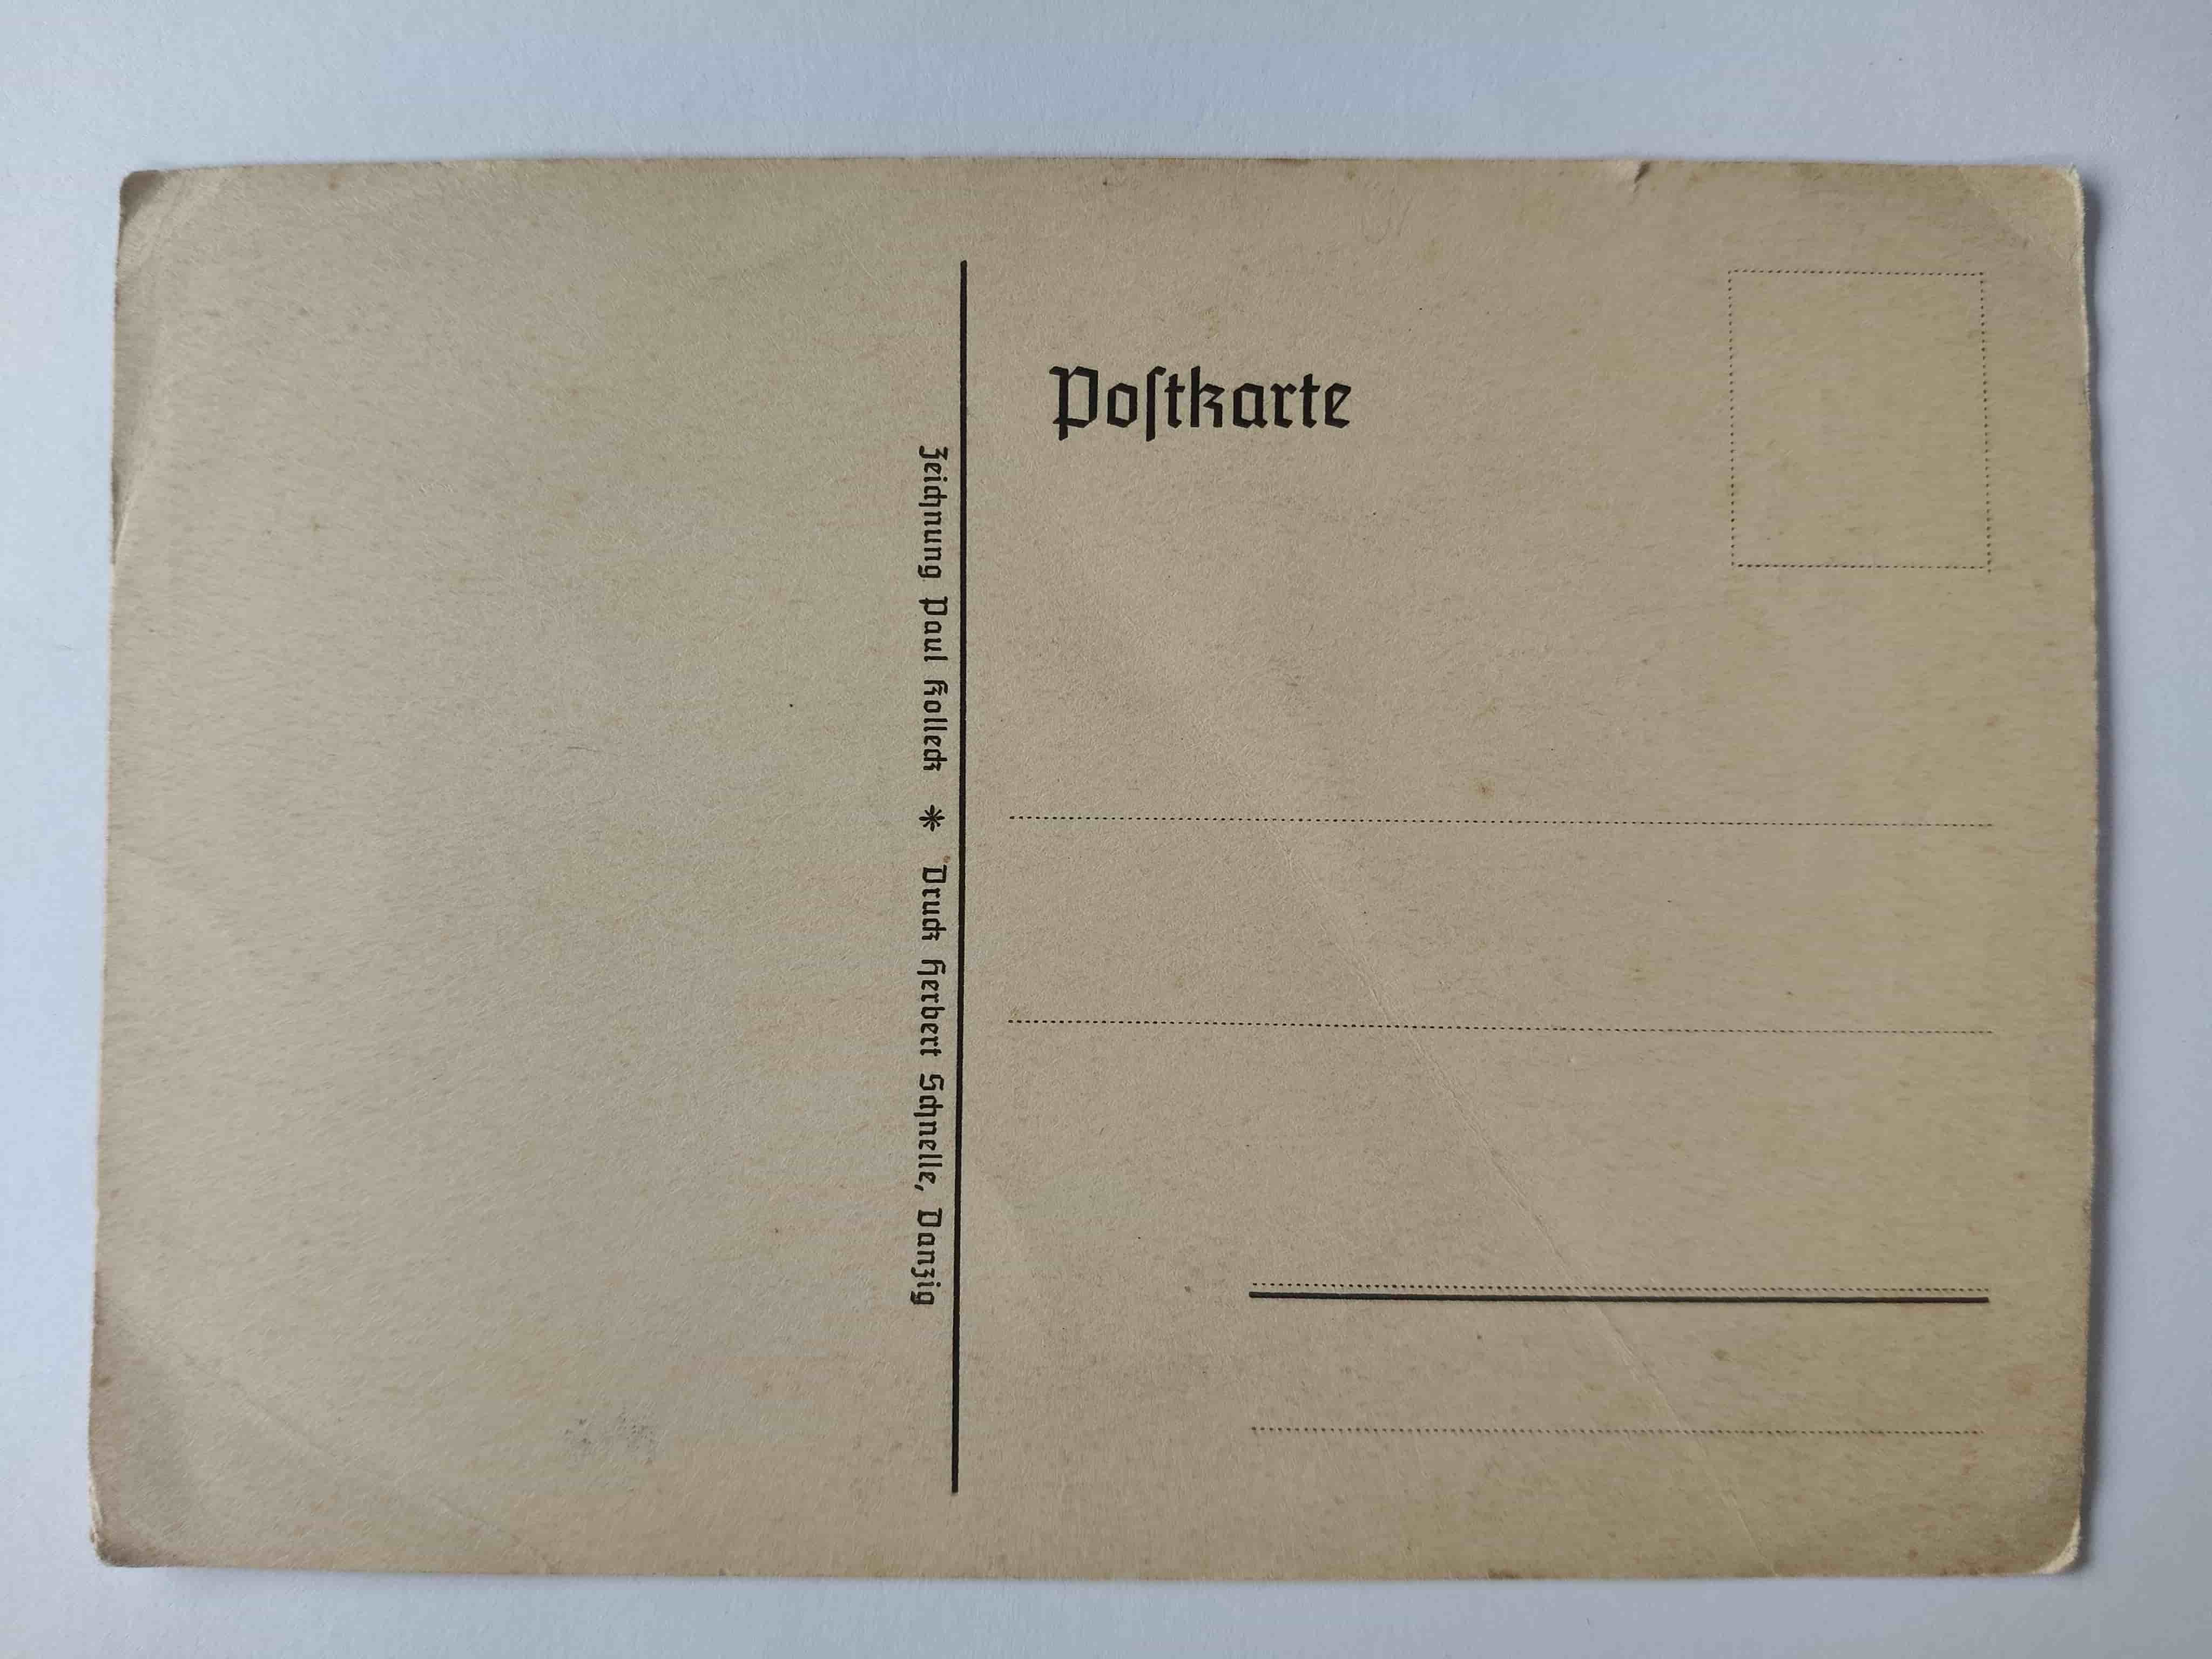 Poſtkarte
Zeichnung Paul Kolleck * Druck Herbert Schnelle, Danzig